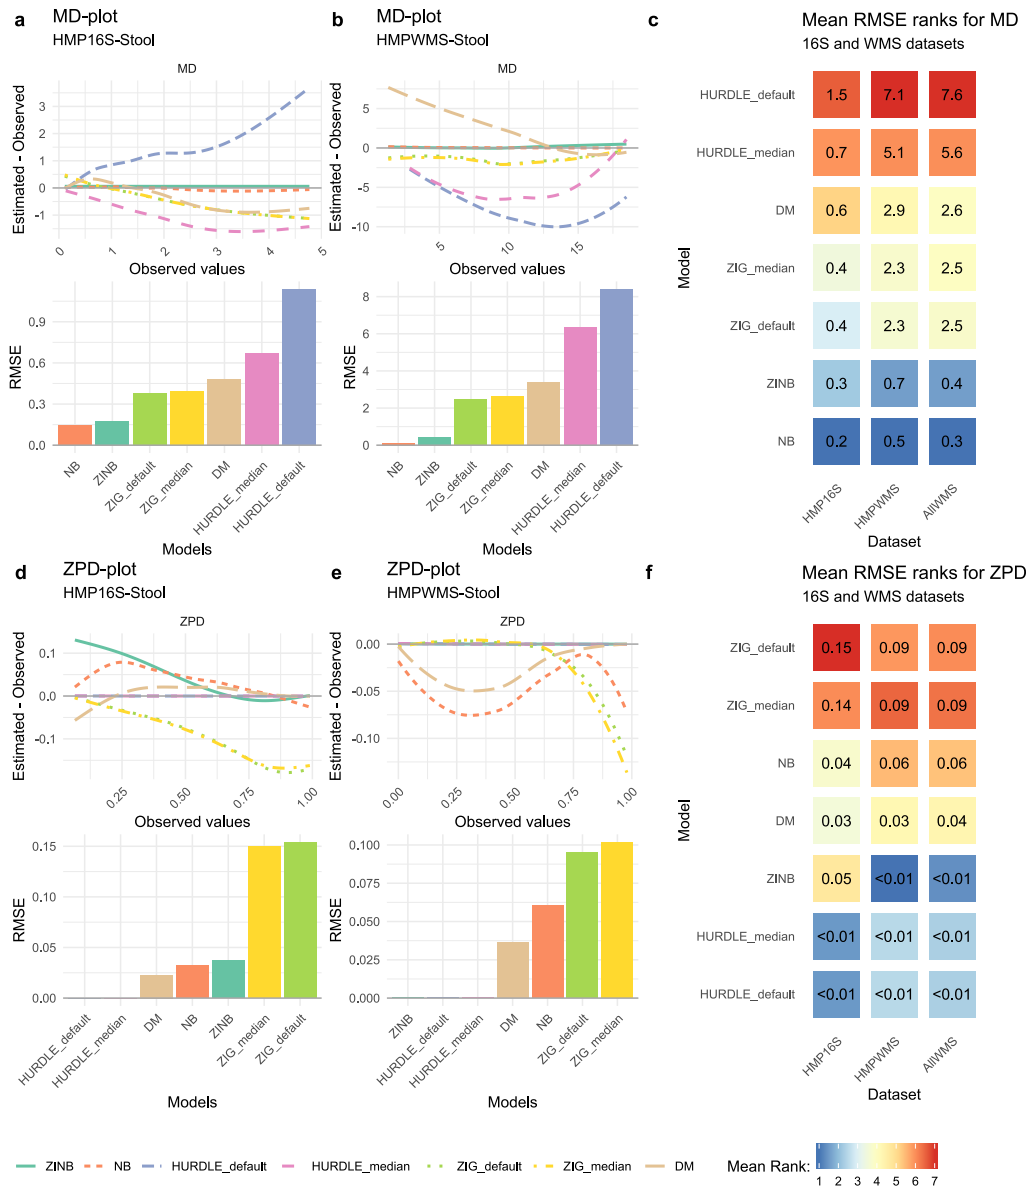 a
MD-plot
HMP16S-Stool
MD
Estimated - Observed
3
2
1
0
-1
0
1
2
3
4
5
Observed values
RMSE
0.9
0.6
0.3
0.0
NB
ZINB
ZIG_default
ZIG_median
DM
HURDLE_median
HURDLE_default
Models
b
MD-plot
HMPWMS-Stool
MD
Estimated - Observed
5
0
-5
-10
5
10
15
Observed values
RMSE
8
6
4
2
0
NB
ZINB
ZIG_default
ZIG_median
DM
HURDLE_median
HURDLE_default
Models
c
Mean RMSE ranks for MD
16S and WMS datasets
Model
HURDLE_default 1.5 7.1 7.6
HURDLE_median 0.7 5.1 5.6
DM 0.6 2.9 2.6
ZIG_median 0.4 2.3 2.5
ZIG_default 0.4 2.3 2.5
ZINB 0.3 0.7 0.4
NB 0.2 0.5 0.3
HMP16S
HMPWMS
AllWMS
Dataset
d
ZPD-plot
HMP16S-Stool
ZPD
Estimated - Observed
0.1
0.0
-0.1
0.25
0.50
0.75
1.00
Observed values
RMSE
0.15
0.10
0.05
0.00
HURDLE_default
HURDLE_median
DM
NB
ZINB
ZIG_median
ZIG_default
Models
e
ZPD-plot
HMPWMS-Stool
ZPD
Estimated - Observed
0.00
-0.05
-0.10
0.00
0.25
0.50
0.75
1.00
Observed values
RMSE
0.100
0.075
0.050
0.025
0.000
ZINB
HURDLE_default
HURDLE_median
DM
NB
ZIG_default
ZIG_median
Models
f
Mean RMSE ranks for ZPD
16S and WMS datasets
Model
ZIG_default 0.15 0.09 0.09
ZIG_median 0.14 0.09 0.09
NB 0.04 0.06 0.06
DM 0.03 0.03 0.04
ZINB 0.05 <0.01 <0.01
HURDLE_median <0.01 <0.01 <0.01
HURDLE_default <0.01 <0.01 <0.01
HMP16S
HMPWMS
AllWMS
Dataset
ZINB NB HURDLE_default HURDLE_median ZIG_default ZIG_median DM
Mean Rank:
1 2 3 4 5 6 7